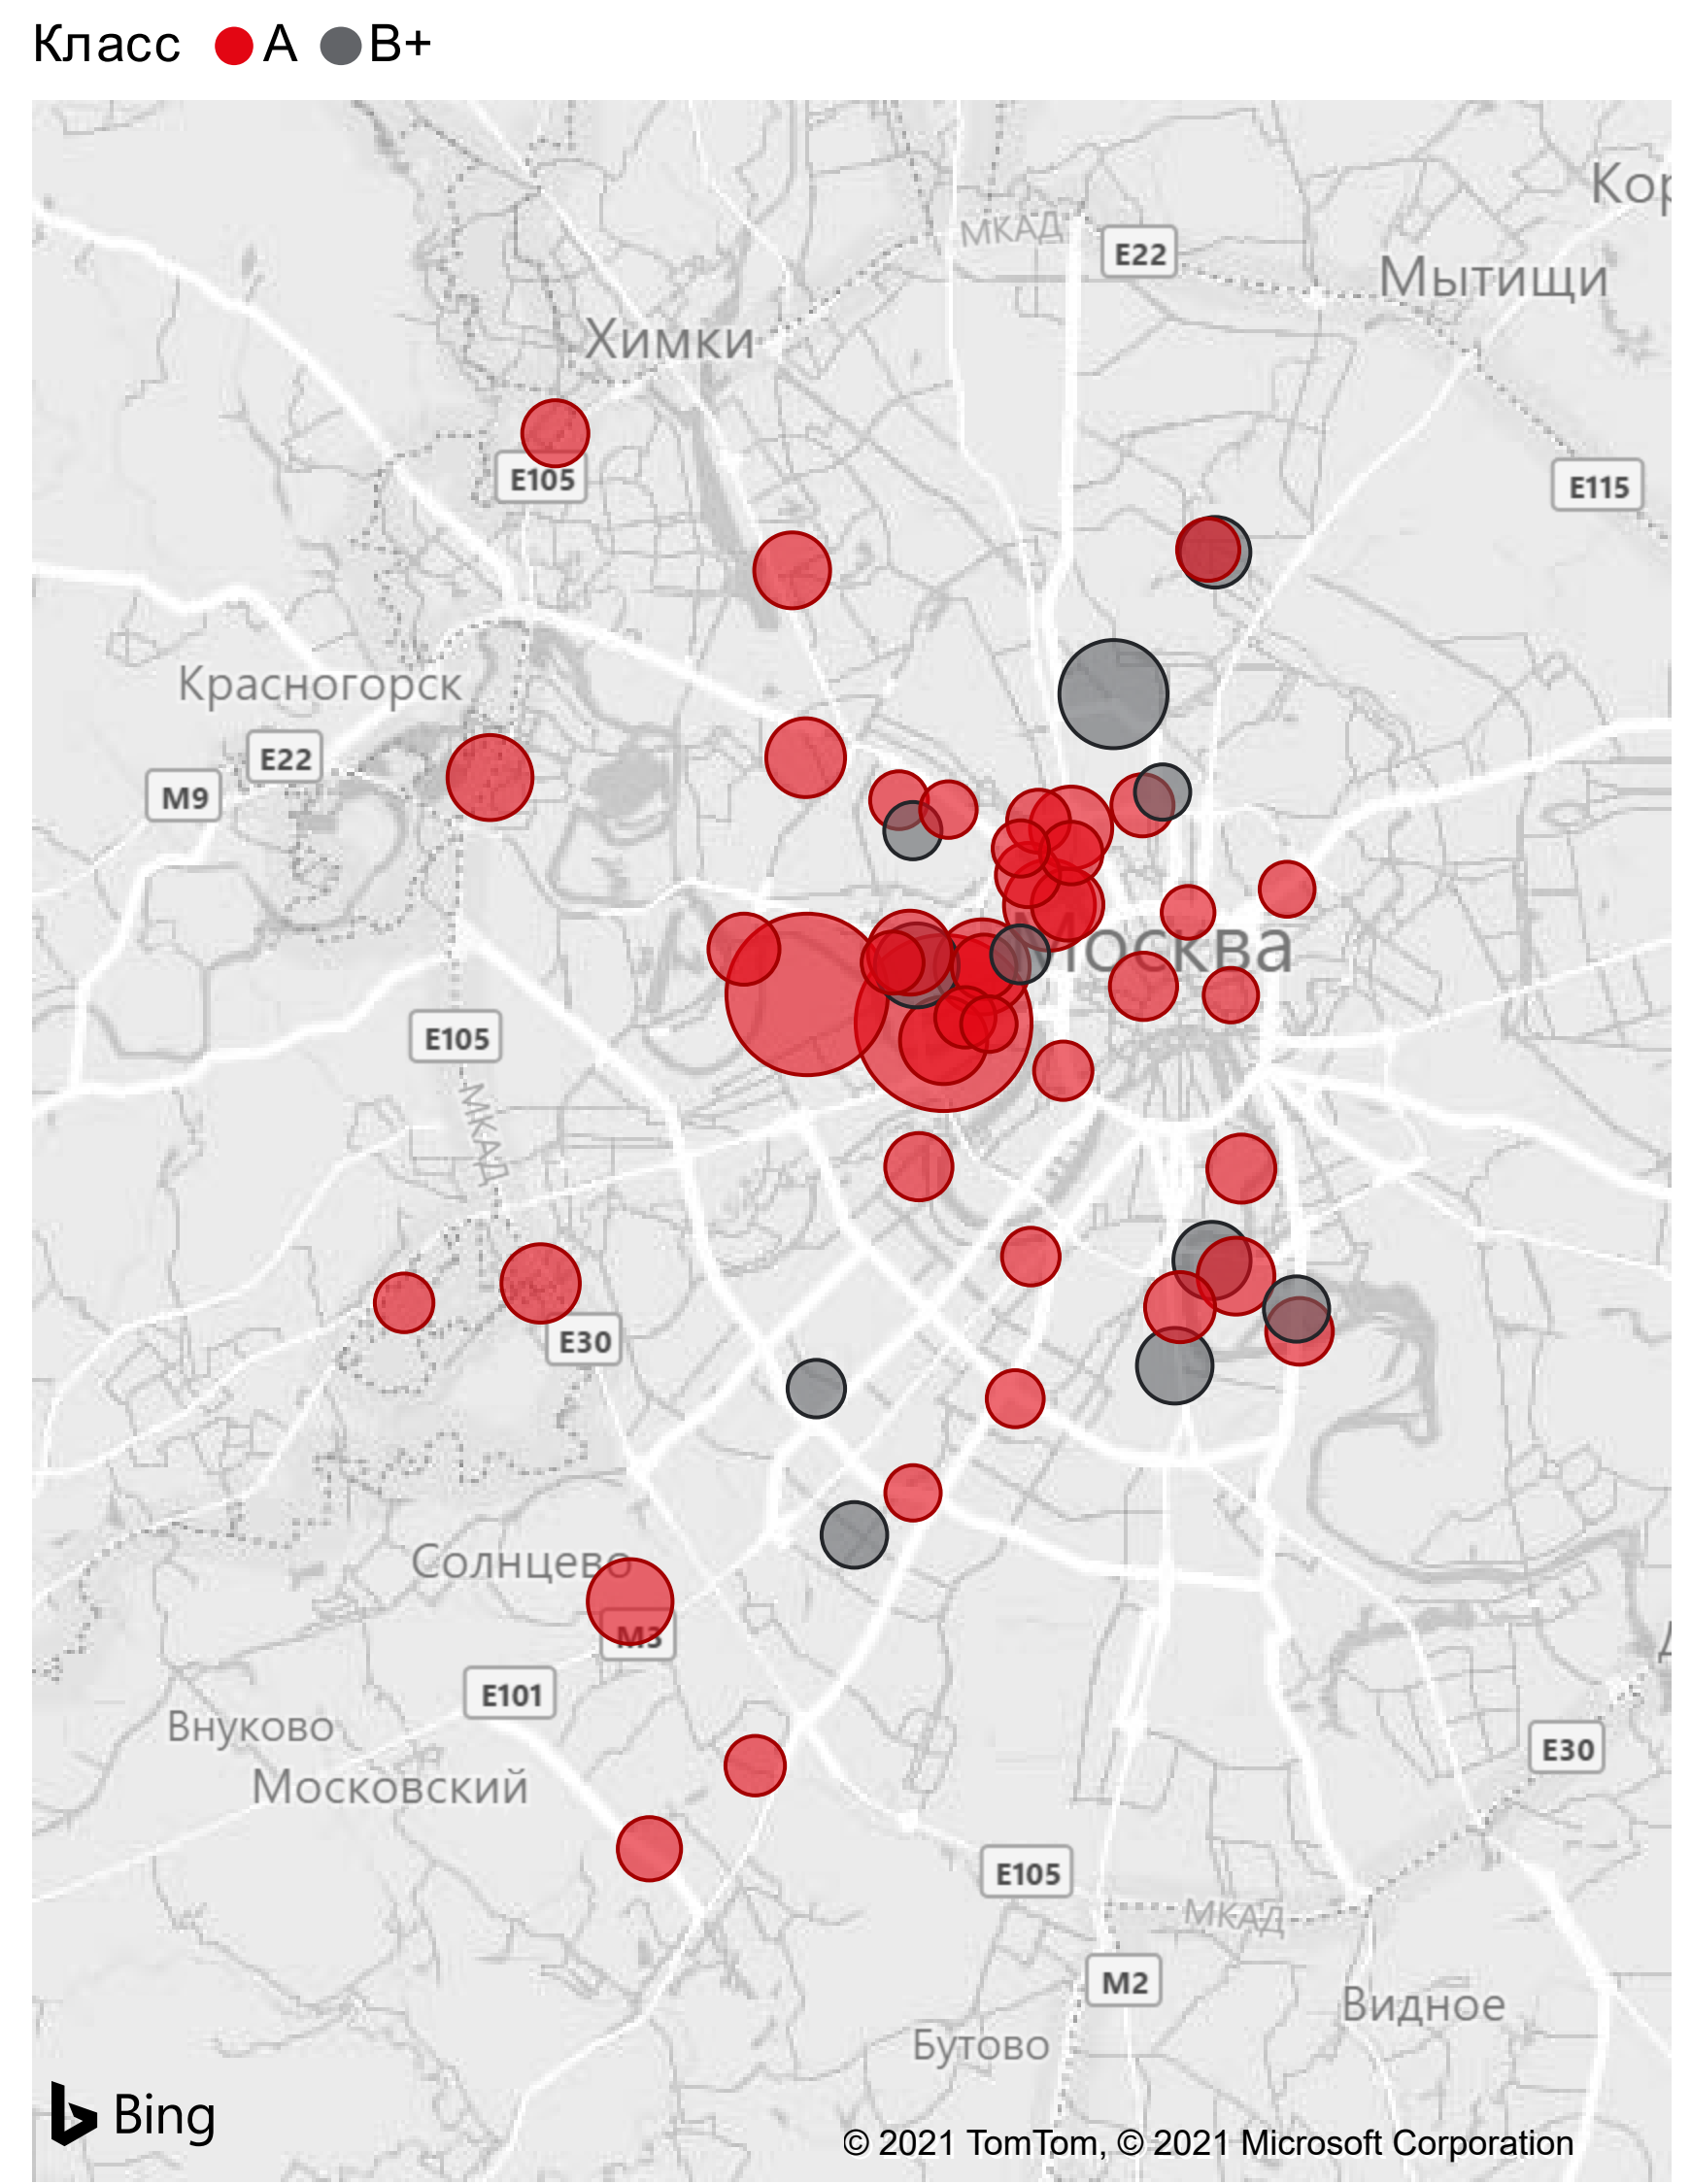 Класс A B+
МКАД
E22
Кор
Мытищи
Химки
E105
E115
Красногорск
E22
M9
Москва
E105
МКАД
E30
Солнцево
M3
E101
Внуково
Московский
E30
E105
МКАД
M2
Видное
Бутово
Bing
© 2021 TomTom, © 2021 Microsoft Corporation